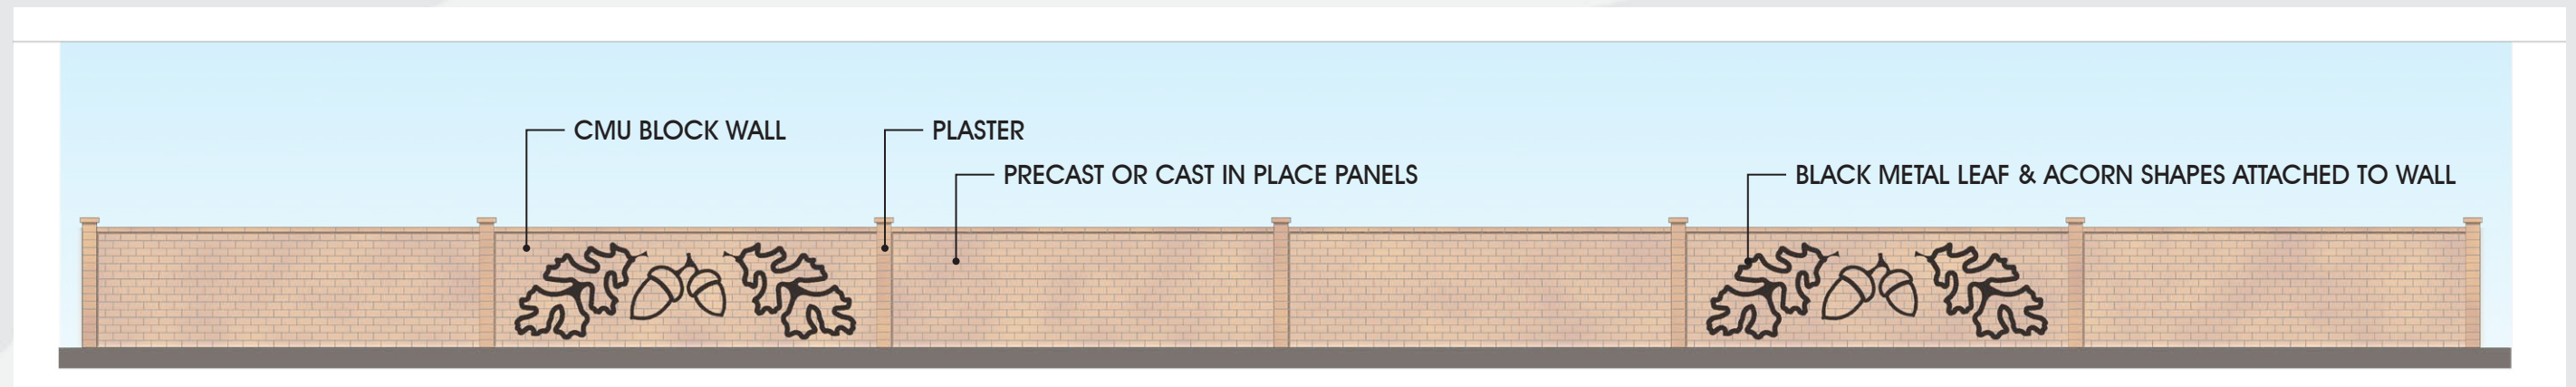 CMU BLOCK WALL
PLASTER
PRECAST OR CAST IN PLACE PANELS
BLACK METAL LEAF & ACORN SHAPES ATTACHED TO WALL